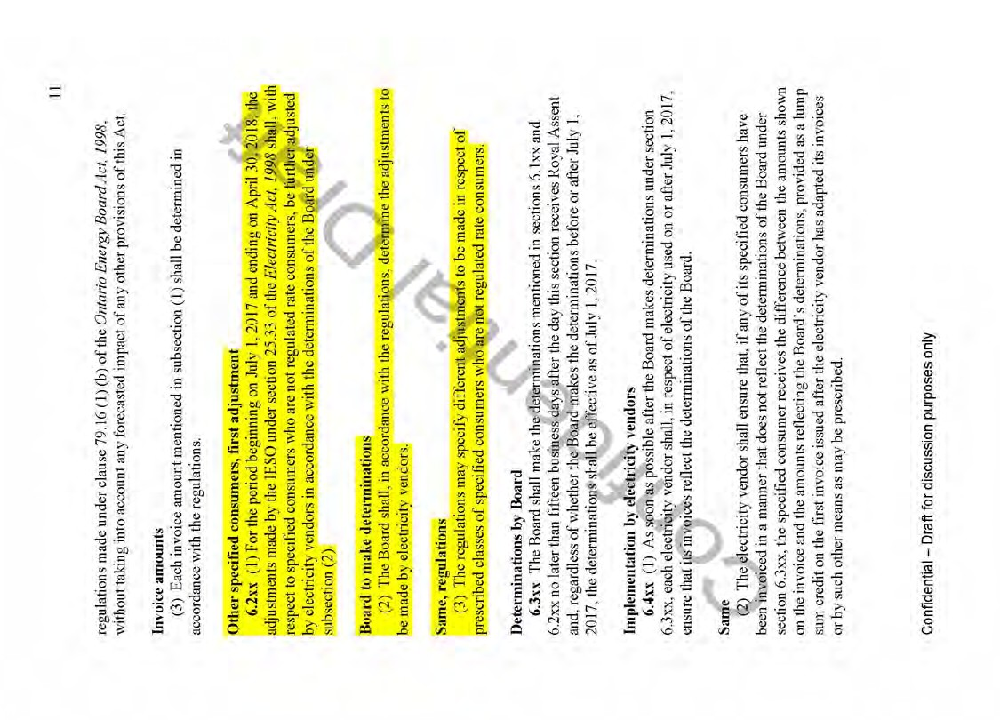 11
regulations made under clause 79.16 (1) (b) of the Ontario Energy Board Act, 1998,
without taking into account any forecasted impact of any other provisions of this Act.
Invoice amounts
(3) Each invoice amount mentioned in subsection (1) shall be determined in
accordance with the regulations.
Other specified consumers, first adjustment
6.2xx (1) For the period beginning on July 1, 2017 and ending on April 30, 2018, the
adjustments made by the IESO under section 25.33 of the Electricity Act, 1998 shall, with
respect to specified consumers who are not regulated rate consumers, be further adjusted
by electricity vendors in accordance with the determinations of the Board under
subsection (2).
Board to make determinations
(2) The Board shall, in accordance with the regulations, determine the adjustments to
be made by electricity vendors.
Same, regulations
(3) The regulations may specify different adjustments to be made in respect of
prescribed classes of specified consumers who are not regulated rate consumers.
Determinations by Board
6.3xx The Board shall make the determinations mentioned in sections 6.1xx and
6.2xx no later than fifteen business days after the day this section receives Royal Assent
and, regardless of whether the Board makes the determinations before or after July 1,
2017, the determinations shall be effective as of July 1, 2017.
Implementation by electricity vendors
6.4xx (1) As soon as possible after the Board makes determinations under section
6.3xx, each electricity vendor shall, in respect of electricity used on or after July 1, 2017,
ensure that its invoices reflect the determinations of the Board.
Same
(2) The electricity vendor shall ensure that, if any of its specified consumers have
been invoiced in a manner that does not reflect the determinations of the Board under
section 6.3xx, the specified consumer receives the difference between the amounts shown
on the invoice and the amounts reflecting the Board's determinations, provided as a lump
sum credit on the first invoice issued after the electricity vendor has adapted its invoices
or by such other means as may be prescribed.
Confidential – Draft for discussion purposes only
Confidential Draft